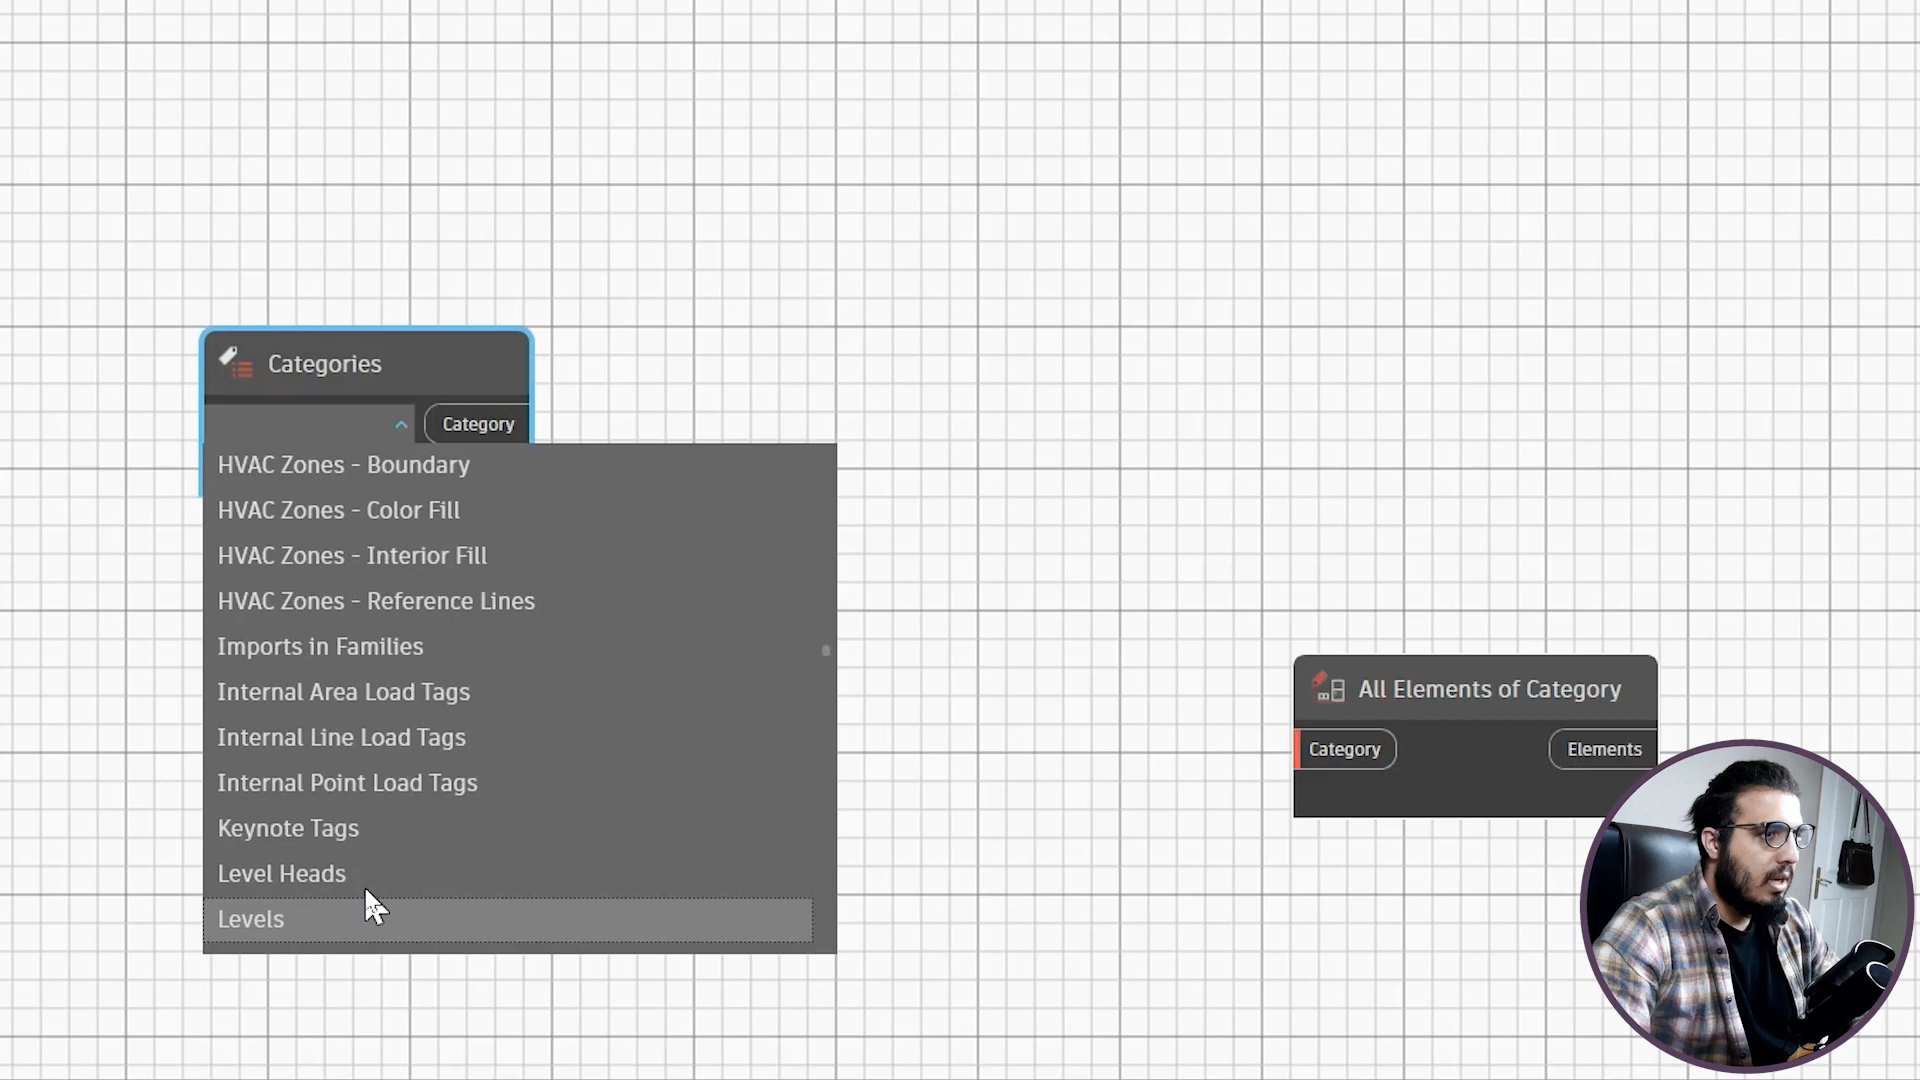 Categories
Category
HVAC Zones - Boundary
HVAC Zones - Color Fill
HVAC Zones - Interior Fill
HVAC Zones - Reference Lines
Imports in Families
Internal Area Load Tags
Internal Line Load Tags
Internal Point Load Tags
Keynote Tags
Level Heads
Levels
All Elements of Category
Category
Elements